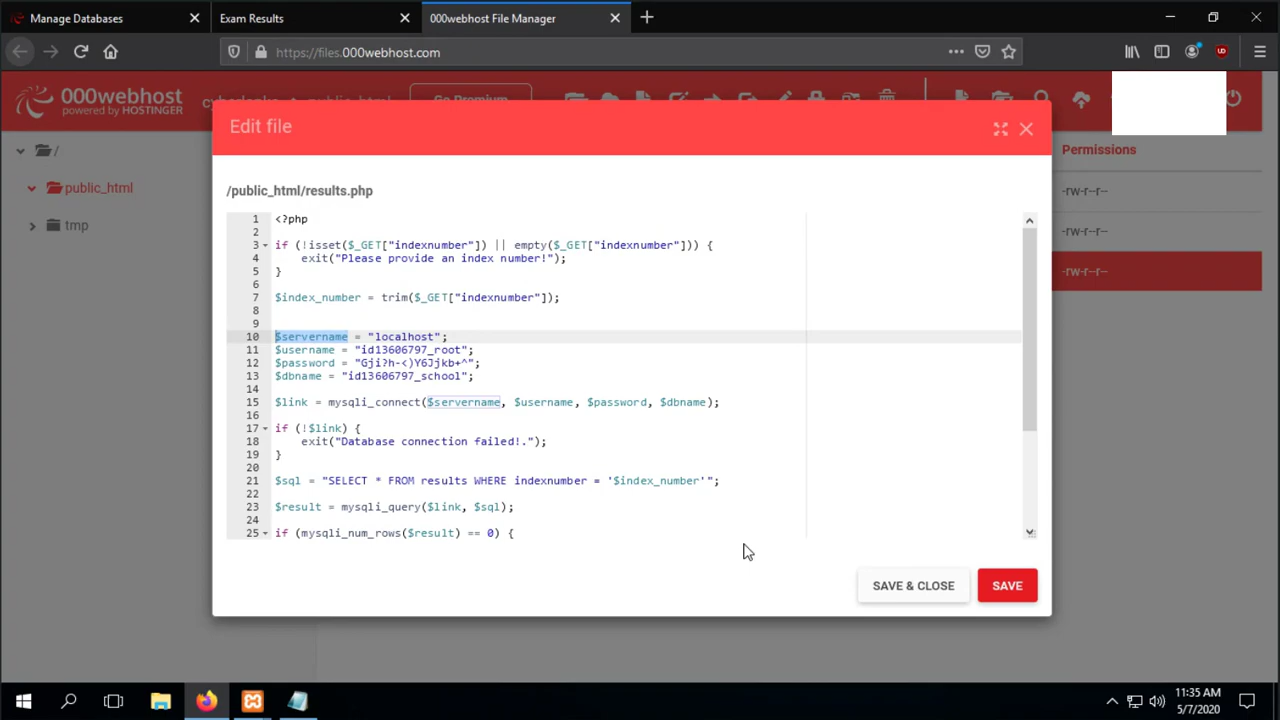 Manage Databases
Exam Results
000webhost File Manager
https://files.000webhost.com
000webhost
powered by HOSTINGER
Go Premium
Edit file
/
public_html
tmp
Permissions
-rw-r--r--
-rw-r--r--
-rw-r--r--
/public_html/results.php
1 <?php
2
3 if (!isset($_GET["indexnumber"]) || empty($_GET["indexnumber"])) {
4 exit("Please provide an index number!");
5 }
6
7 $index_number = trim($_GET["indexnumber"]);
8
9
10 $servername = "localhost";
11 $username = "id13606797_root";
12 $password = "Gji?h-<)Y6Jjkb+^";
13 $dbname = "id13606797_school";
14
15 $link = mysqli_connect($servername, $username, $password, $dbname);
16
17 if (!$link) {
18 exit("Database connection failed!.");
19 }
20
21 $sql = "SELECT * FROM results WHERE indexnumber = '$index_number'";
22
23 $result = mysqli_query($link, $sql);
24
25 if (mysqli_num_rows($result) == 0) {
SAVE & CLOSE
SAVE
11:35 AM
5/7/2020